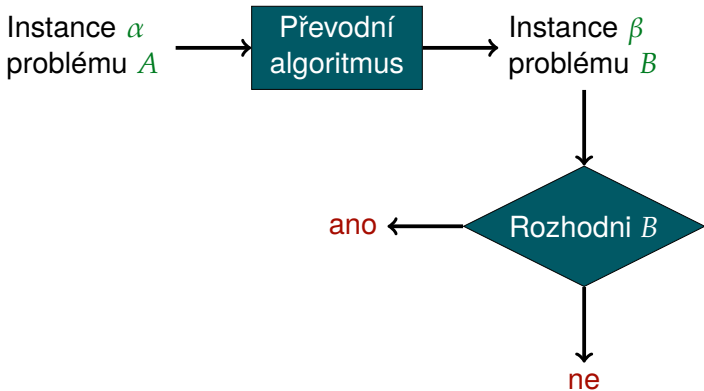 Instance α
problému A
Převodní
algoritmus
Instance β
problému B
Rozhodni B
ano
ne